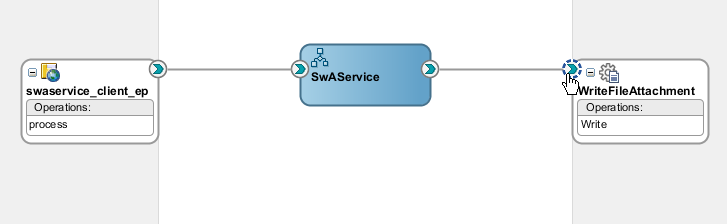 swaservice_client_ep
Operations:
process
SwAService
WriteFileAttachment
Operations:
Write